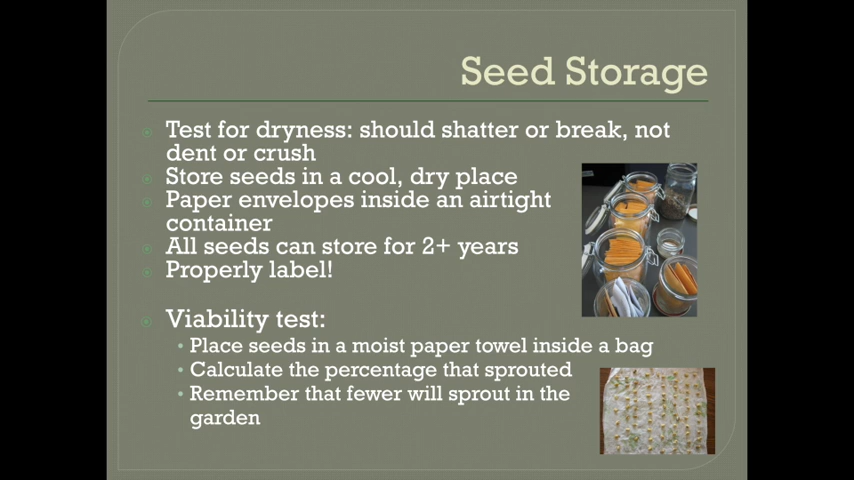 Seed Storage
Test for dryness: should shatter or break, not
dent or crush
Store seeds in a cool, dry place
Paper envelopes inside an airtight
container
All seeds can store for 2+ years
Properly label!
Viability test:
Place seeds in a moist paper towel inside a bag
Calculate the percentage that sprouted
Remember that fewer will sprout in the
garden